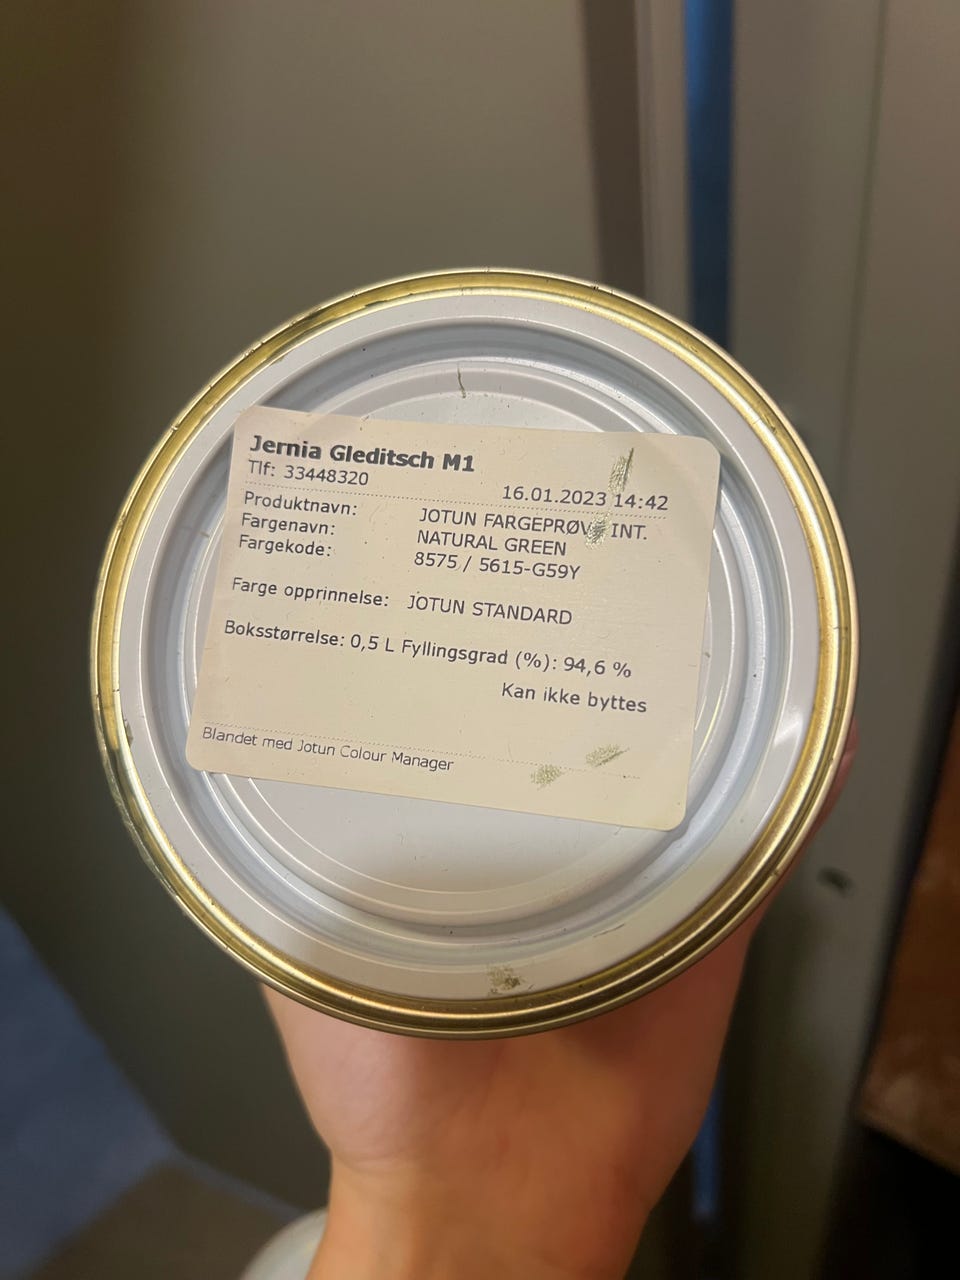 Jernia Gleditsch M1
Tlf: 33448320
16.01.2023 14:42
Produktnavn: JOTUN FARGEPRØV INT.
Fargenavn: NATURAL GREEN
Fargekode: 8575 / 5615-G59Y
Farge opprinnelse: JOTUN STANDARD
Boksstørrelse: 0,5 L Fyllingsgrad (%): 94,6 %
Kan ikke byttes
Blandet med Jotun Colour Manager